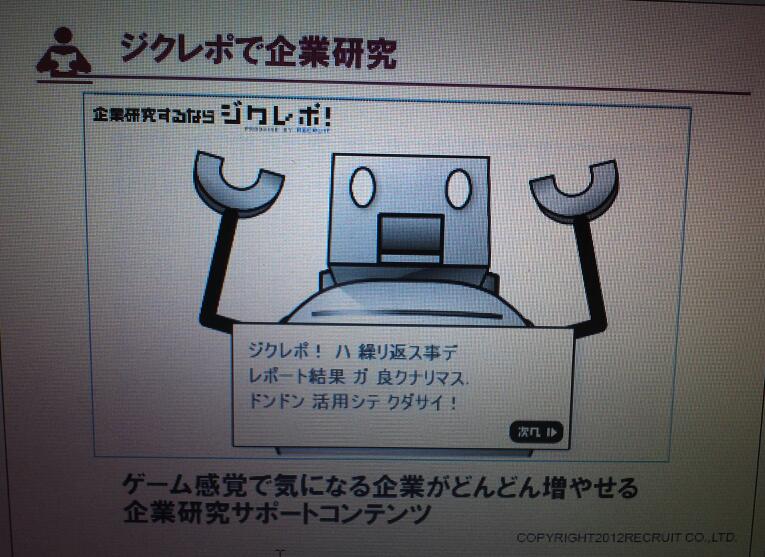 ジクレポで企業研究
企業研究するなら ジクレポ!
PRODUCE BY RECRUIT
ジクレポ! ハ 繰リ返ス事デ
レポート結果 ガ 良クナリマス.
ドンドン 活用シテ クダサイ!
次へ
ゲーム感覚で気になる企業がどんどん増やせる
企業研究サポートコンテンツ
COPYRIGHT2012RECRUIT CO.,LTD.